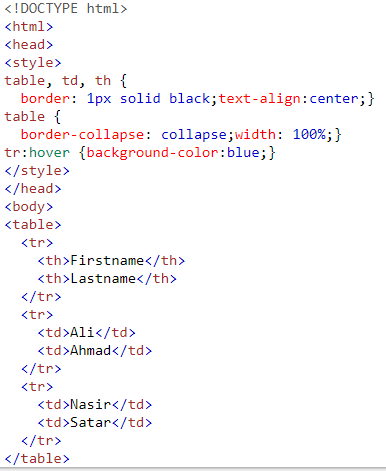 <!DOCTYPE html>
<html>
<head>
<style>
table, td, th {
  border: 1px solid black;text-align:center;}
table {
  border-collapse: collapse;width: 100%;}
tr:hover {background-color:blue;}
</style>
</head>
<body>
<table>
  <tr>
    <th>Firstname</th>
    <th>Lastname</th>
  </tr>
  <tr>
    <td>Ali</td>
    <td>Ahmad</td>
  </tr>
  <tr>
    <td>Nasir</td>
    <td>Satar</td>
  </tr>
</table>